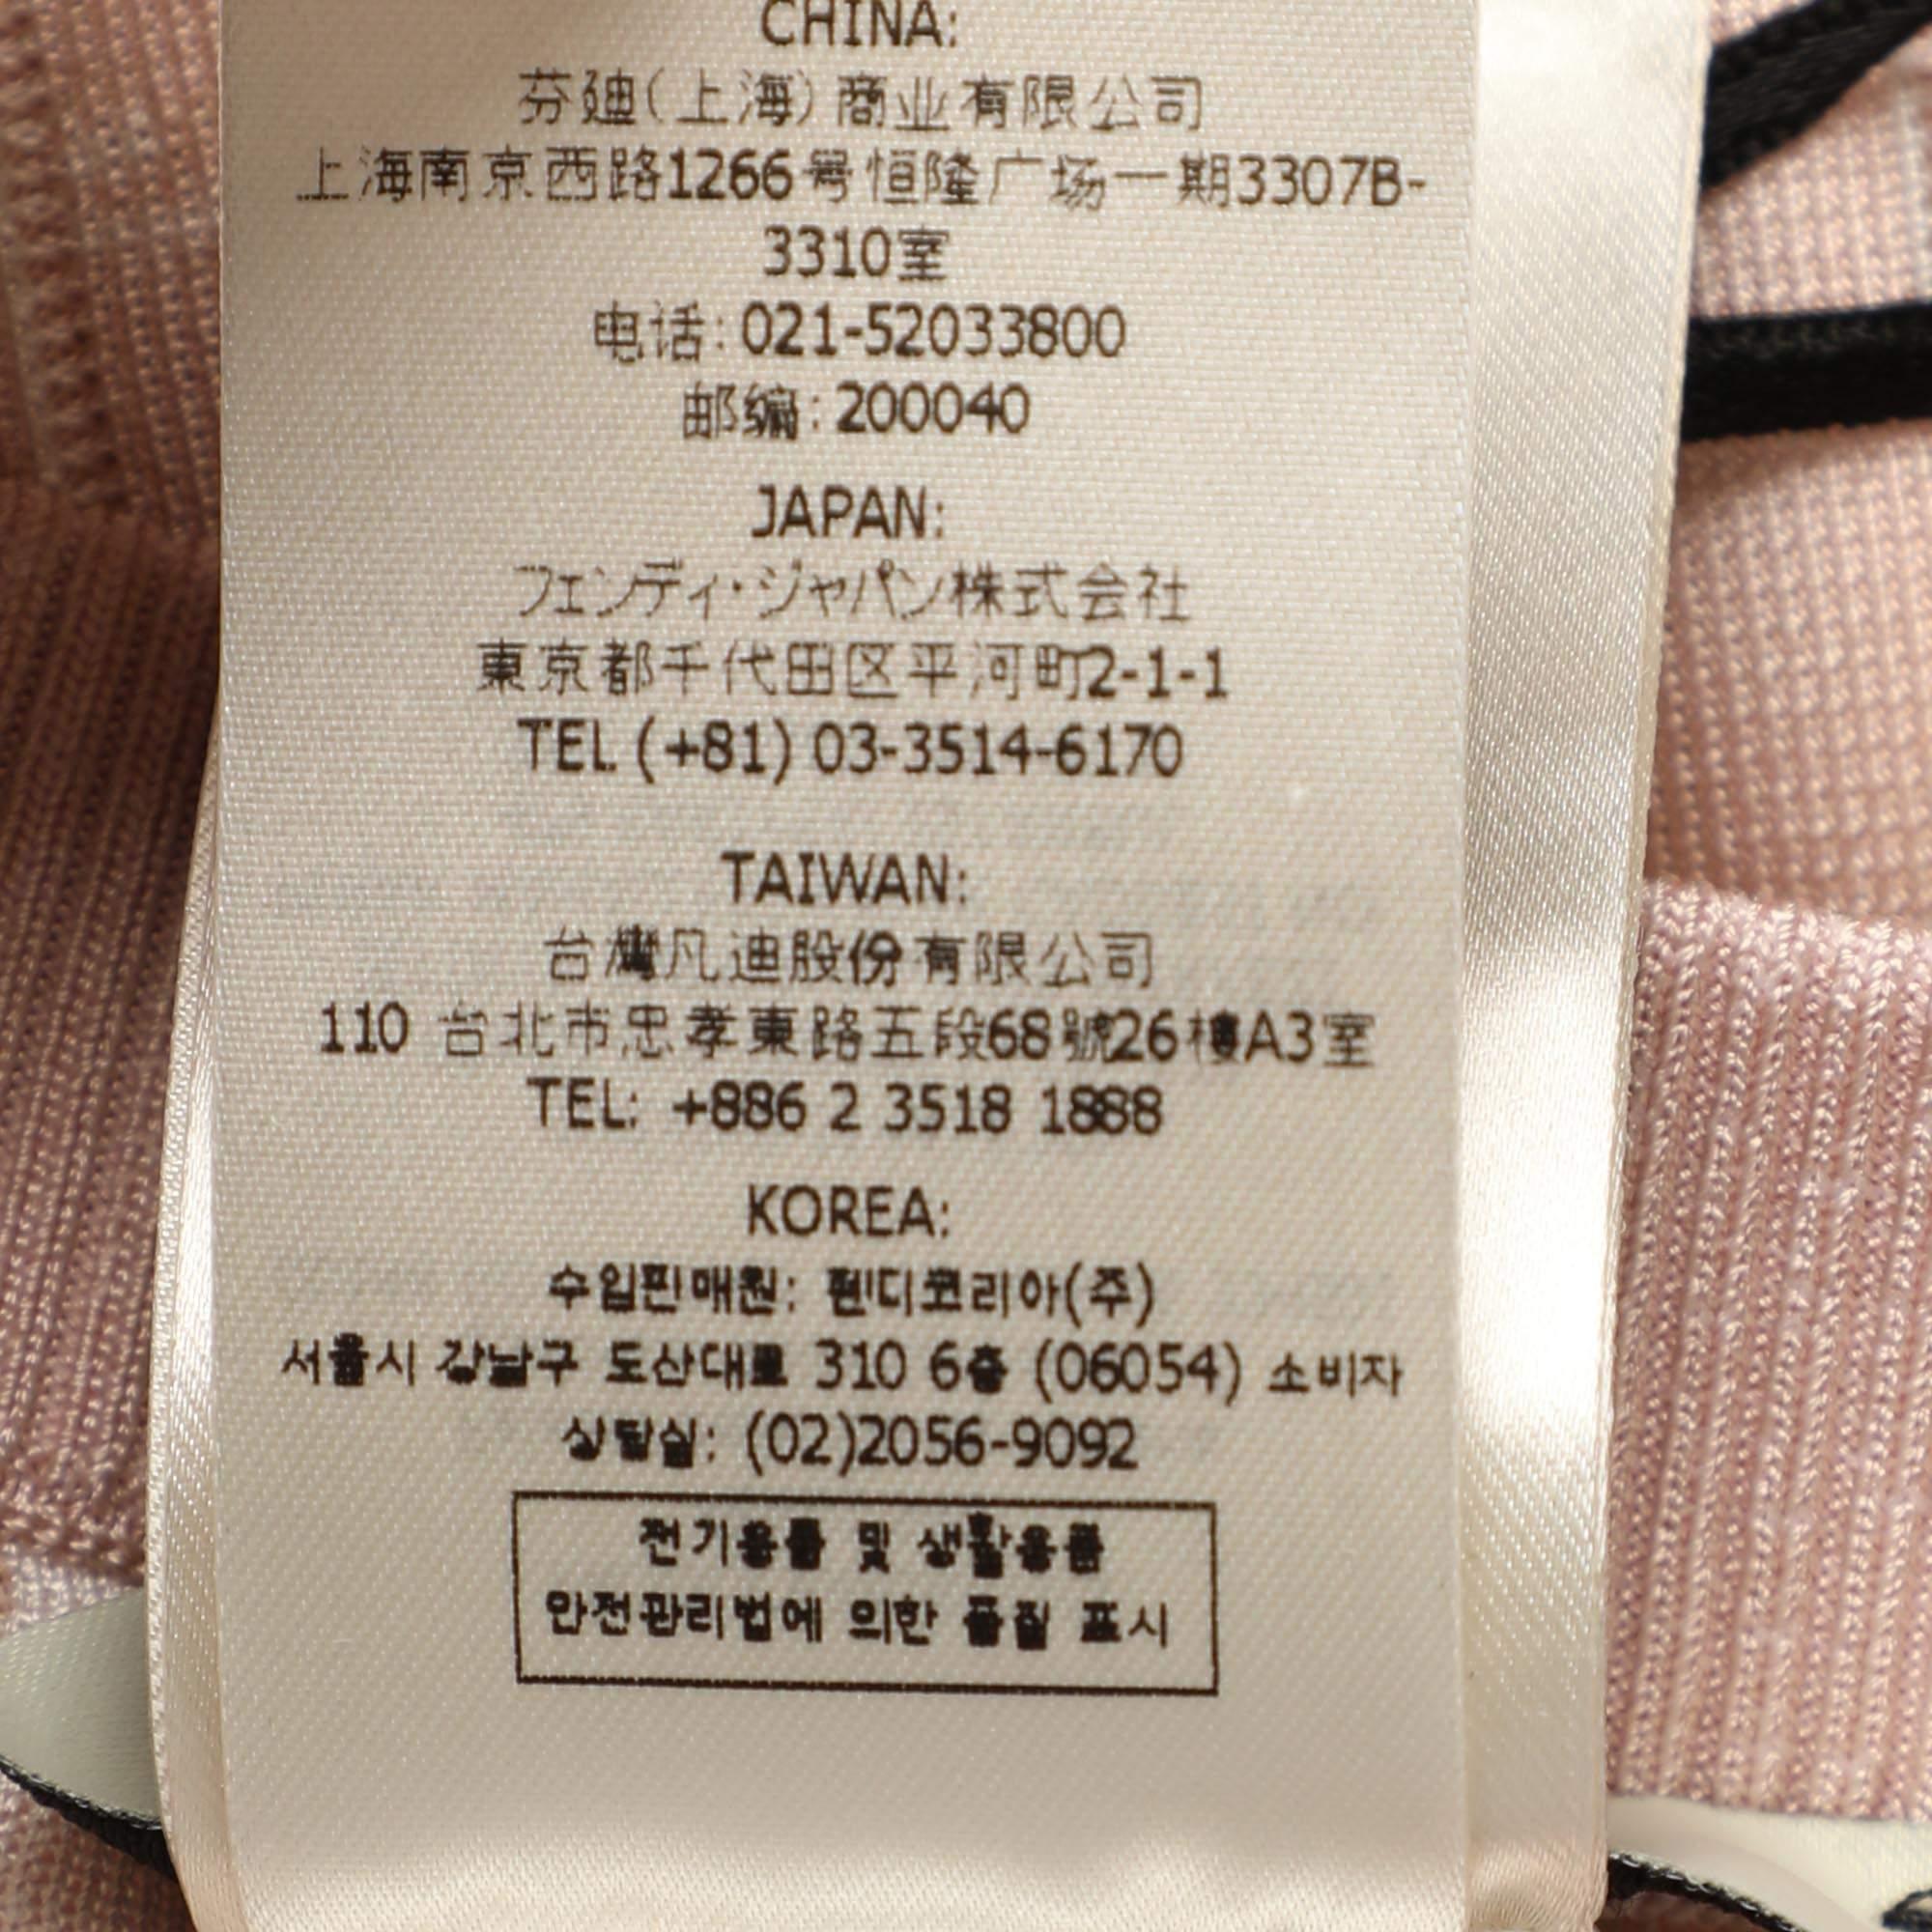 CHINA:
芬迪(上海)商业有限公司
上海南京西路1266号恒隆广场一期3307B-
3310室
电话: 021-52033800
邮编: 200040
JAPAN:
フェンディ・ジャパン株式会社
東京都千代田区平河町2-1-1
TEL (+81) 03-3514-6170
TAIWAN:
台灣凡迪股份有限公司
110 台北市忠孝東路五段68號26樓A3室
TEL: +886 2 3518 1888
KOREA:
수입판매원: 펜디코리아(주)
서울시 강남구 도산대로 310 6층 (06054) 소비자
상담실: (02)2056-9092
전기용품 및 생활용품
안전관리법에 의한 품질 표시